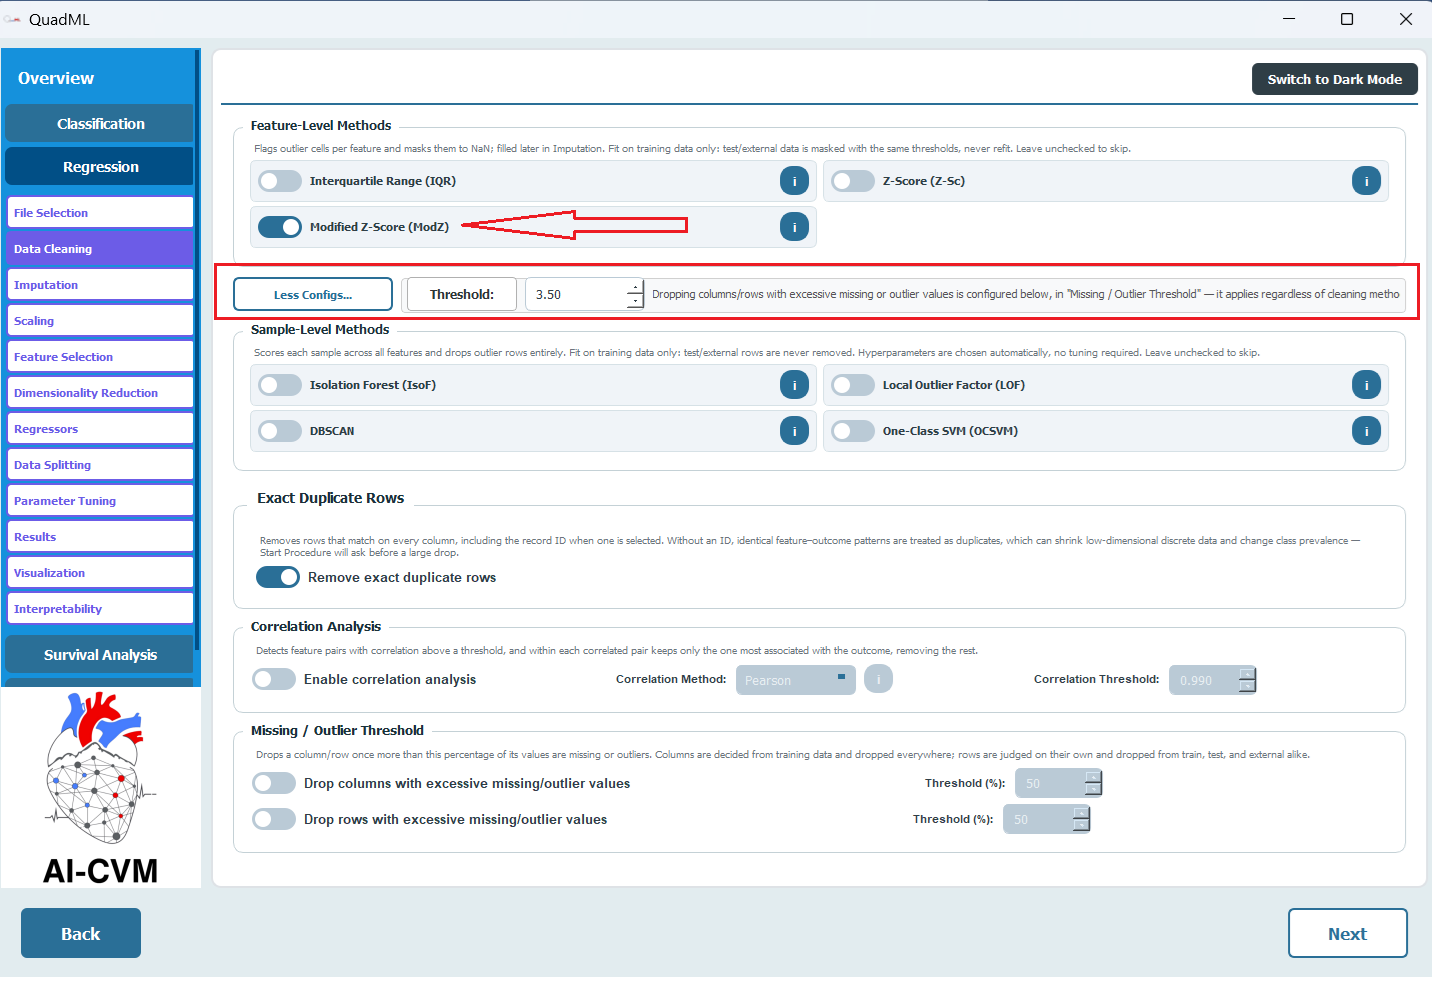 QuadML
Overview
Classification
Regression
File Selection
Data Cleaning
Imputation
Scaling
Feature Selection
Dimensionality Reduction
Regressors
Data Splitting
Parameter Tuning
Results
Visualization
Interpretability
Survival Analysis
AI-CVM
Switch to Dark Mode
Feature-Level Methods
Flags outlier cells per feature and masks them to NaN; filled later in Imputation. Fit on training data only: test/external data is masked with the same thresholds, never refit. Leave unchecked to skip.
Interquartile Range (IQR)
i
Z-Score (Z-Sc)
i
Modified Z-Score (ModZ)
i
Less Configs...
Threshold:
3.50
Dropping columns/rows with excessive missing or outlier values is configured below, in "Missing / Outlier Threshold" — it applies regardless of cleaning metho
Sample-Level Methods
Scores each sample across all features and drops outlier rows entirely. Fit on training data only: test/external rows are never removed. Hyperparameters are chosen automatically, no tuning required. Leave unchecked to skip.
Isolation Forest (IsoF)
i
Local Outlier Factor (LOF)
i
DBSCAN
i
One-Class SVM (OCSVM)
i
Exact Duplicate Rows
Removes rows that match on every column, including the record ID when one is selected. Without an ID, identical feature–outcome patterns are treated as duplicates, which can shrink low-dimensional discrete data and change class prevalence —
Start Procedure will ask before a large drop.
Remove exact duplicate rows
Correlation Analysis
Detects feature pairs with correlation above a threshold, and within each correlated pair keeps only the one most associated with the outcome, removing the rest.
Enable correlation analysis
Correlation Method:
Pearson
i
Correlation Threshold:
0.990
Missing / Outlier Threshold
Drops a column/row once more than this percentage of its values are missing or outliers. Columns are decided from training data and dropped everywhere; rows are judged on their own and dropped from train, test, and external alike.
Drop columns with excessive missing/outlier values
Threshold (%):
50
Drop rows with excessive missing/outlier values
Threshold (%):
50
Back
Next